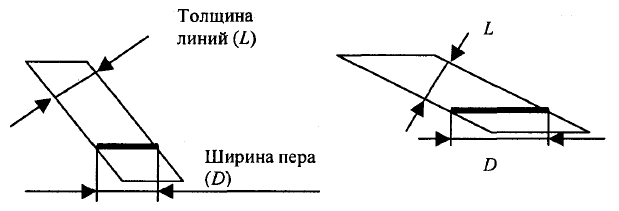 Толщина
линий (L)
Ширина пера
(D)
L
D